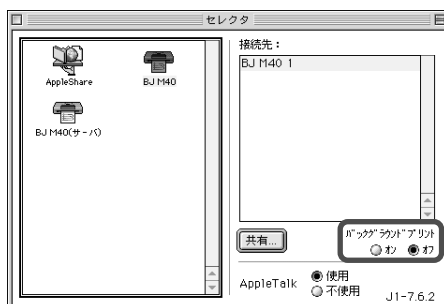 セレクタ
AppleShare
BJ M40
BJ M40(サーバ)
接続先：
BJ M40 1
共有...
ﾊﾞｯｸｸﾞﾗｳﾝﾄﾞﾌﾟﾘﾝﾄ
オン オフ
AppleTalk
使用
不使用
J1-7.6.2